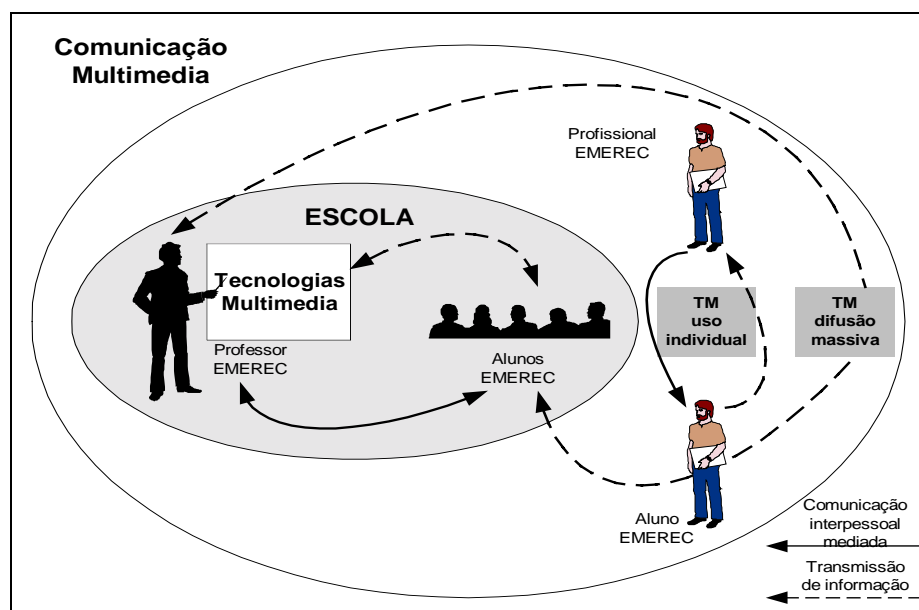 Comunicação
Multimedia
Profissional
EMEREC
ESCOLA
Tecnologias
Multimedia
Professor
EMEREC
Alunos
EMEREC
TM
uso
individual
TM
difusão
massiva
Aluno
EMEREC
Comunicação
interpessoal
mediada
Transmissão
de informação